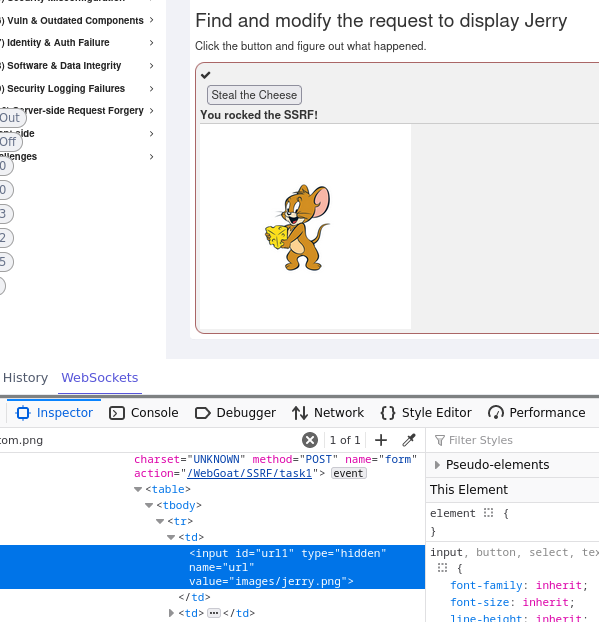 ) Vuln & Outdated Components
) Identity & Auth Failure
) Software & Data Integrity
) Security Logging Failures
Server-side Request Forgery
Out
side
Off
allenges
0
0
3
2
5
Find and modify the request to display Jerry
Click the button and figure out what happened.
Steal the Cheese
You rocked the SSRF!
History WebSockets
Inspector Console Debugger Network Style Editor Performance
tom.png 1 of 1 + Filter Styles
charset="UNKNOWN" method="POST" name="form"
action="/WebGoat/SSRF/task1"> event
<table>
<tbody>
<tr>
<td>
<input id="url1" type="hidden"
name="url"
value="images/jerry.png">
</td>
<td> ... </td>
Pseudo-elements
This Element
element {
}
input, button, select, tex
{
font-family: inherit;
font-size: inherit;
line-height: inherit;